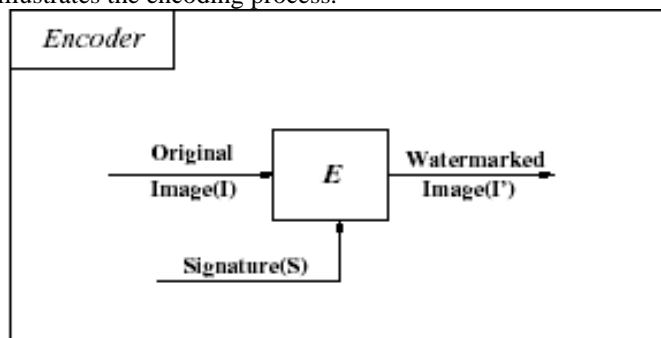 illustrates the encoding process.
Encoder
Original
Image(I)
E
Watermarked
Image(I')
Signature(S)